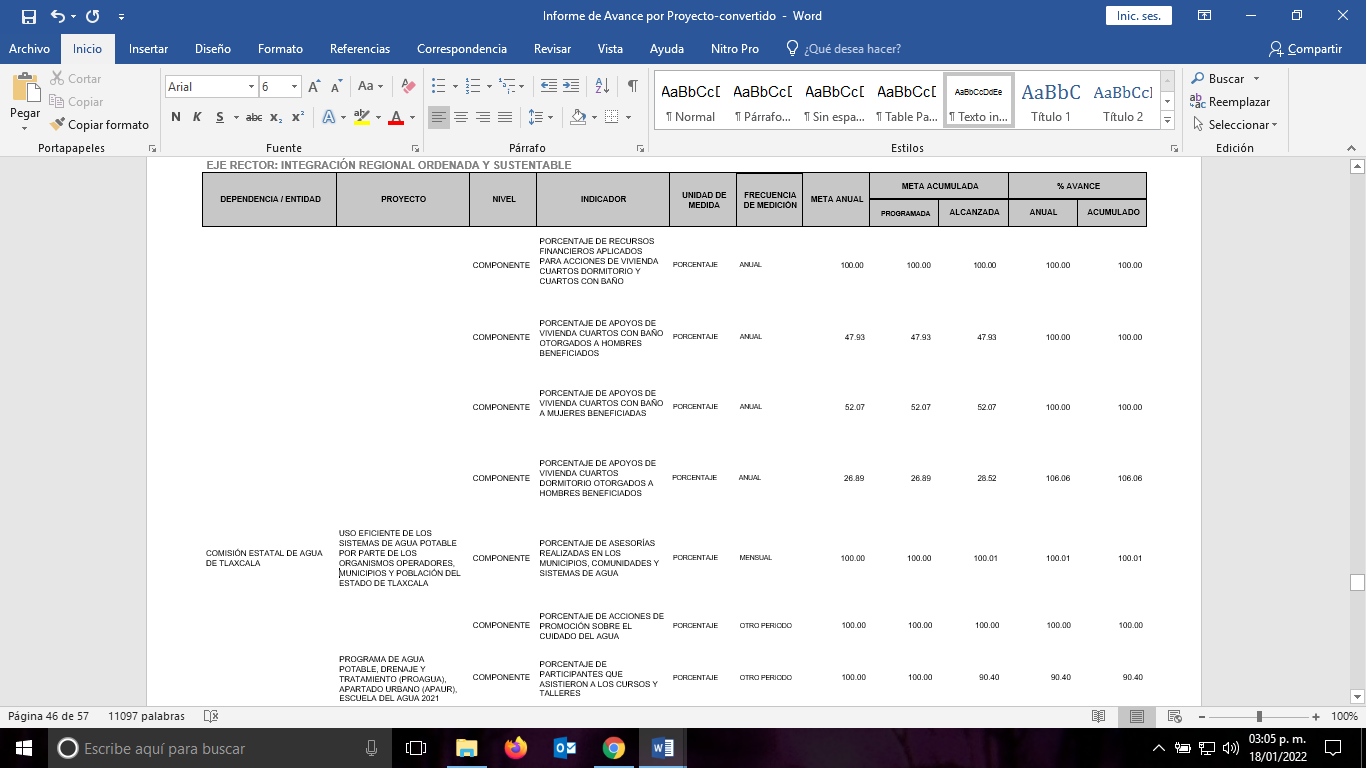 Informe de Avance por Proyecto-convertido - Word
Inic. ses.
Archivo Inicio Insertar Diseño Formato Referencias Correspondencia Revisar Vista Ayuda Nitro Pro ¿Qué desea hacer? Compartir
Pegar
Cortar
Copiar
Copiar formato
Portapapeles
Arial 6
Aa
N K S abc x₂ x²
Fuente
Párrafo
AaBbCcD AaBbCcD AaBbCcD AaBbCcD AaBbCcDdEe AaBbC AaBbCcI
¶ Normal ¶ Párrafo... ¶ Sin espa... ¶ Table Pa... ¶ Texto in... Título 1 Título 2
Estilos
Buscar
Reemplazar
Seleccionar
Edición
EJE RECTOR: INTEGRACIÓN REGIONAL ORDENADA Y SUSTENTABLE
DEPENDENCIA / ENTIDAD PROYECTO NIVEL INDICADOR UNIDAD DE MEDIDA FRECUENCIA DE MEDICIÓN META ANUAL META ACUMULADA % AVANCE
PROGRAMADA ALCANZADA ANUAL ACUMULADO
PORCENTAJE DE RECURSOS
FINANCIEROS APLICADOS
PARA ACCIONES DE VIVIENDA
CUARTOS DORMITORIO Y
CUARTOS CON BAÑO
COMPONENTE PORCENTAJE ANUAL 100.00 100.00 100.00 100.00 100.00
PORCENTAJE DE APOYOS DE
VIVIENDA CUARTOS CON BAÑO
OTORGADOS A HOMBRES
BENEFICIADOS
COMPONENTE PORCENTAJE ANUAL 47.93 47.93 47.93 100.00 100.00
PORCENTAJE DE APOYOS DE
VIVIENDA CUARTOS CON BAÑO
A MUJERES BENEFICIADAS
COMPONENTE PORCENTAJE ANUAL 52.07 52.07 52.07 100.00 100.00
PORCENTAJE DE APOYOS DE
VIVIENDA CUARTOS
DORMITORIO OTORGADOS A
HOMBRES BENEFICIADOS
COMPONENTE PORCENTAJE ANUAL 26.89 26.89 28.52 106.06 106.06
COMISIÓN ESTATAL DE AGUA
DE TLAXCALA
USO EFICIENTE DE LOS
SISTEMAS DE AGUA POTABLE
POR PARTE DE LOS
ORGANISMOS OPERADORES,
MUNICIPIOS Y POBLACIÓN DEL
ESTADO DE TLAXCALA
COMPONENTE
PORCENTAJE DE ASESORÍAS
REALIZADAS EN LOS
MUNICIPIOS, COMUNIDADES Y
SISTEMAS DE AGUA
PORCENTAJE MENSUAL 100.00 100.00 100.01 100.01 100.01
COMPONENTE
PORCENTAJE DE ACCIONES DE
PROMOCIÓN SOBRE EL
CUIDADO DEL AGUA
PORCENTAJE OTRO PERIODO 100.00 100.00 100.00 100.00 100.00
PROGRAMA DE AGUA
POTABLE, DRENAJE Y
TRATAMIENTO (PROAGUA),
APARTADO URBANO (APAUR),
ESCUELA DEL AGUA 2021
COMPONENTE
PORCENTAJE DE
PARTICIPANTES QUE
ASISTIERON A LOS CURSOS Y
TALLERES
PORCENTAJE OTRO PERIODO 100.00 100.00 90.40 90.40 90.40
Página 46 de 57 11097 palabras 100%
Escribe aquí para buscar
03:05 p. m.
18/01/2022